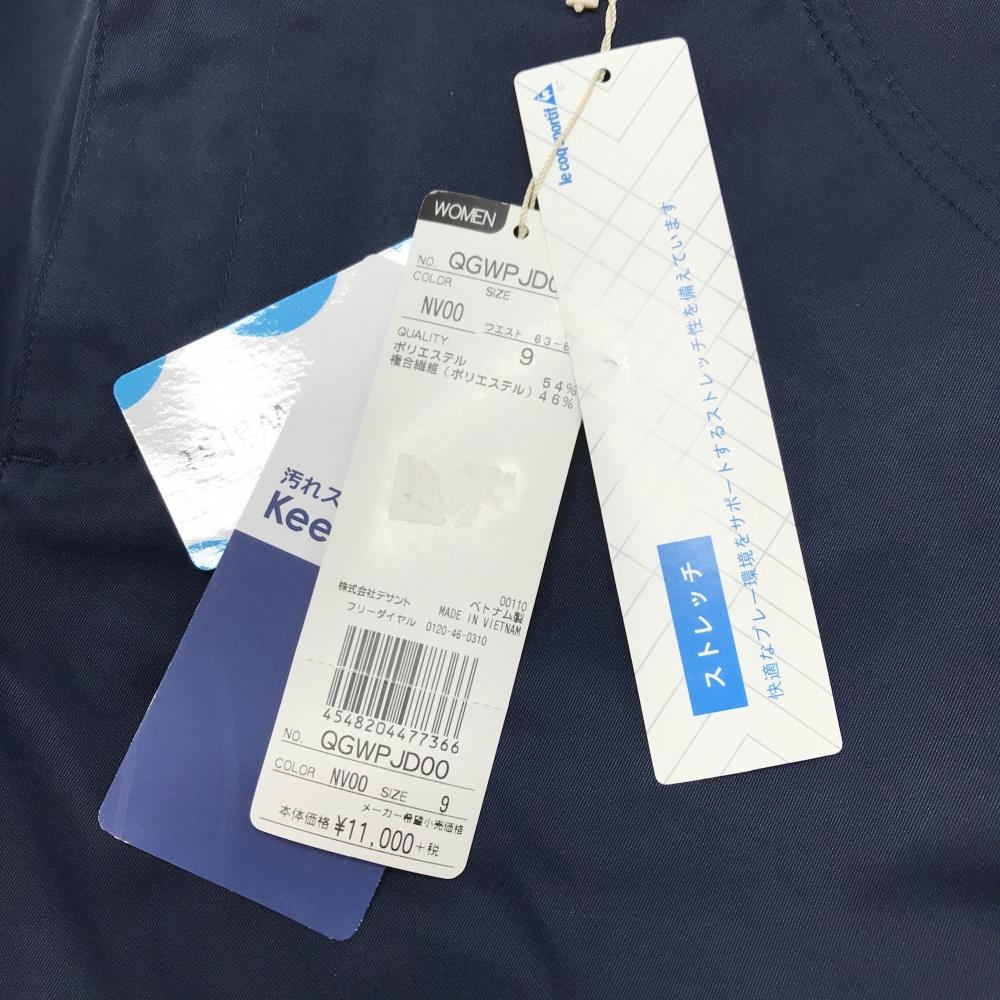 WOMEN
NO. QGWPJD0
COLOR SIZE
NV00
ウエスト 63-6
QUALITY 9
ポリエステル 54%
複合繊維(ポリエステル) 46%
00110
株式会社デサント ベトナム製
フリーダイヤル MADE IN VIETNAM
0120-46-0310
4548204477366
NO. QGWPJD00
COLOR NV00 SIZE 9
メーカー希望小売価格
本体価格 ¥11,000+税
le coq sportif
ストレッチ
快適なプレー環境をサポートするストレッチ性を備えています
汚れス
Kee